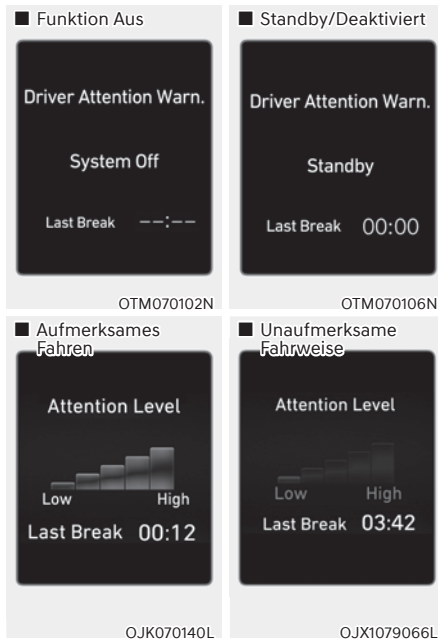 ■ Funktion Aus
Driver Attention Warn.
System Off
Last Break --:--
OTM070102N
■ Standby/Deaktiviert
Driver Attention Warn.
Standby
Last Break 00:00
OTM070106N
■ Aufmerksames
Fahren
Attention Level
Low High
Last Break 00:12
OJK070140L
■ Unaufmerksame
Fahrweise
Attention Level
Low High
Last Break 03:42
OJX1079066L